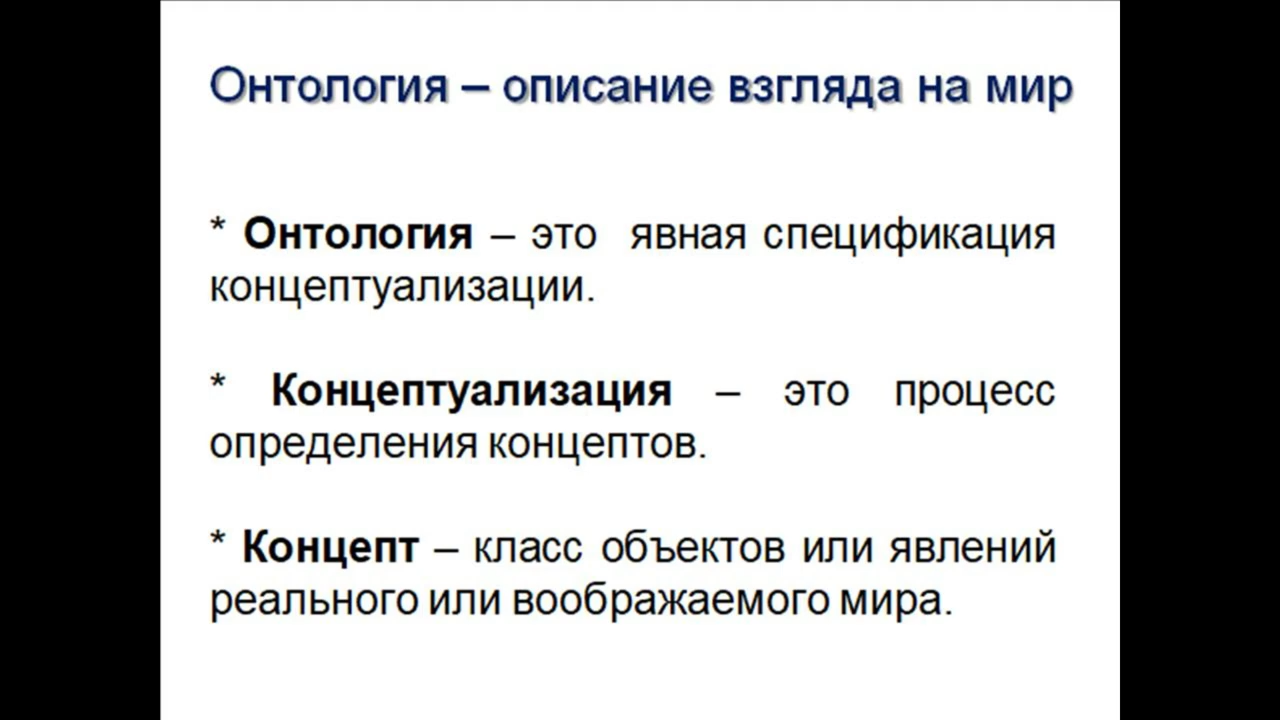 Онтология – описание взгляда на мир
* Онтология – это явная спецификация
концептуализации.
* Концептуализация – это процесс
определения концептов.
* Концепт – класс объектов или явлений
реального или воображаемого мира.